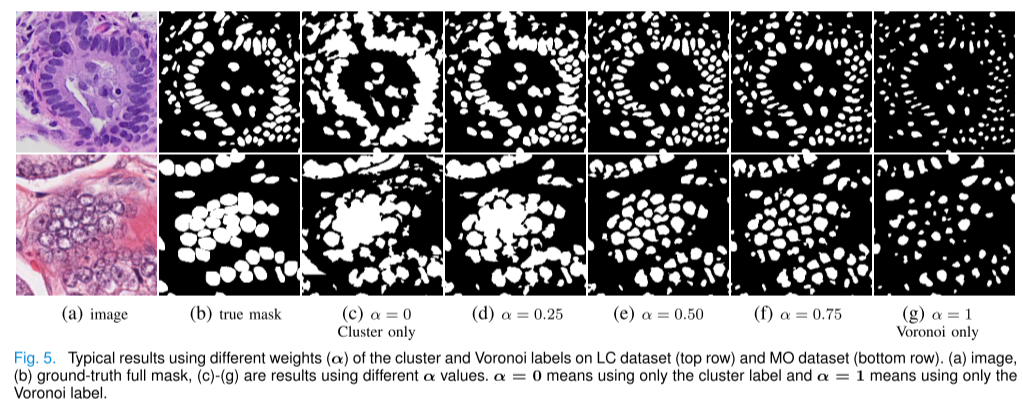 (a) image
(b) true mask
(c) α = 0
Cluster only
(d) α = 0.25
(e) α = 0.50
(f) α = 0.75
(g) α = 1
Voronoi only
Fig. 5. Typical results using different weights (α) of the cluster and Voronoi labels on LC dataset (top row) and MO dataset (bottom row). (a) image,
(b) ground-truth full mask, (c)-(g) are results using different α values. α = 0 means using only the cluster label and α = 1 means using only the
Voronoi label.